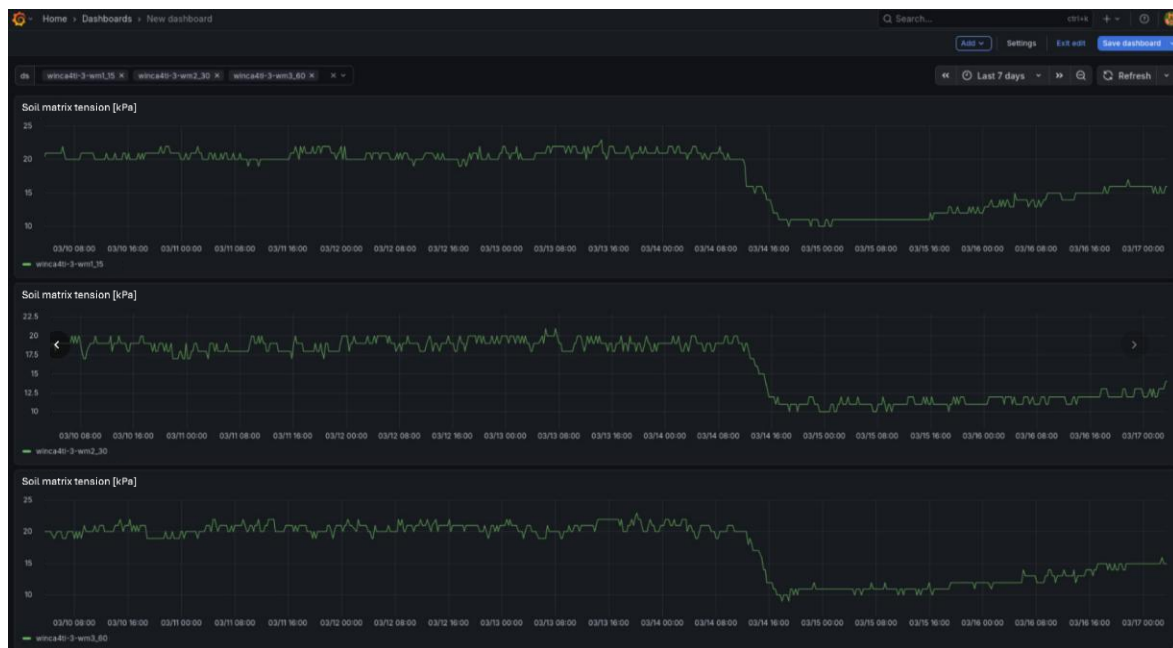 Home › Dashboards › New dashboard Search... ctrl+k
Add Settings Exit edit Save dashboard
ds winca4ti-3-wm1_15 × winca4ti-3-wm2_30 × winca4ti-3-wm3_60 × Last 7 days Refresh
Soil matrix tension [kPa]
25
20
15
10
03/10 08:00 03/10 16:00 03/11 00:00 03/11 08:00 03/11 16:00 03/12 00:00 03/12 08:00 03/12 16:00 03/13 00:00 03/13 08:00 03/13 16:00 03/14 00:00 03/14 08:00 03/14 16:00 03/15 00:00 03/15 08:00 03/15 16:00 03/16 00:00 03/16 08:00 03/16 16:00 03/17 00:00
winca4ti-3-wm1_15
Soil matrix tension [kPa]
22.5
20
17.5
15
12.5
10
03/10 08:00 03/10 16:00 03/11 00:00 03/11 08:00 03/11 16:00 03/12 00:00 03/12 08:00 03/12 16:00 03/13 00:00 03/13 08:00 03/13 16:00 03/14 00:00 03/14 08:00 03/14 16:00 03/15 00:00 03/15 08:00 03/15 16:00 03/16 00:00 03/16 08:00 03/16 16:00 03/17 00:00
winca4ti-3-wm2_30
Soil matrix tension [kPa]
25
20
15
10
03/10 08:00 03/10 16:00 03/11 00:00 03/11 08:00 03/11 16:00 03/12 00:00 03/12 08:00 03/12 16:00 03/13 00:00 03/13 08:00 03/13 16:00 03/14 00:00 03/14 08:00 03/14 16:00 03/15 00:00 03/15 08:00 03/15 16:00 03/16 00:00 03/16 08:00 03/16 16:00 03/17 00:00
winca4ti-3-wm3_60